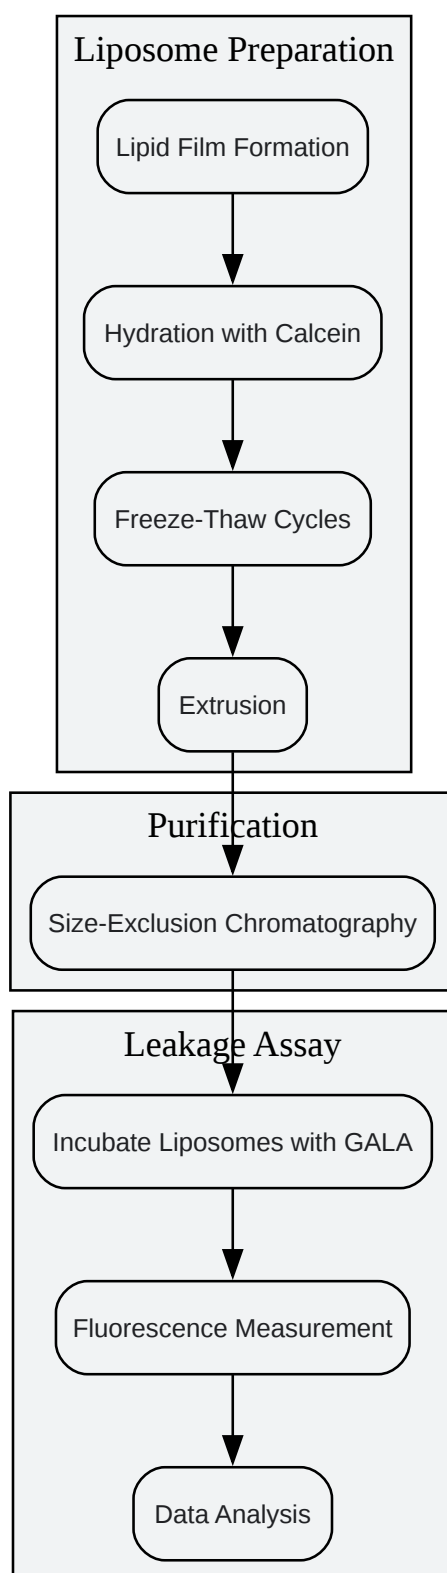 Liposome Preparation
Lipid Film Formation
Hydration with Calcein
Freeze-Thaw Cycles
Extrusion
Purification
Size-Exclusion Chromatography
Leakage Assay
Incubate Liposomes with GALA
Fluorescence Measurement
Data Analysis